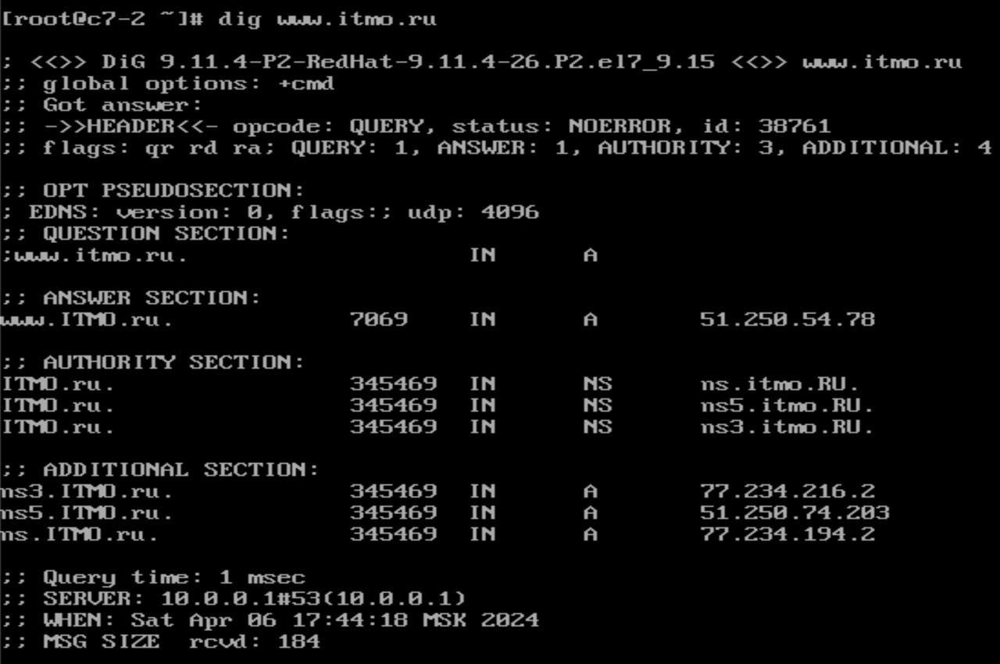 [root@c7-2 ~]# dig www.itmo.ru
; <<>> DiG 9.11.4-P2-RedHat-9.11.4-26.P2.el7_9.15 <<>> www.itmo.ru
;; global options: +cmd
;; Got answer:
;; ->>HEADER<<- opcode: QUERY, status: NOERROR, id: 38761
;; flags: qr rd ra; QUERY: 1, ANSWER: 1, AUTHORITY: 3, ADDITIONAL: 4
;; OPT PSEUDOSECTION:
; EDNS: version: 0, flags:; udp: 4096
;; QUESTION SECTION:
;www.itmo.ru. IN A
;; ANSWER SECTION:
www.ITMO.ru. 7069 IN A 51.250.54.78
;; AUTHORITY SECTION:
ITMO.ru. 345469 IN NS ns.itmo.RU.
ITMO.ru. 345469 IN NS ns5.itmo.RU.
ITMO.ru. 345469 IN NS ns3.itmo.RU.
;; ADDITIONAL SECTION:
ns3.ITMO.ru. 345469 IN A 77.234.216.2
ns5.ITMO.ru. 345469 IN A 51.250.74.203
ns.ITMO.ru. 345469 IN A 77.234.194.2
;; Query time: 1 msec
;; SERVER: 10.0.0.1#53(10.0.0.1)
;; WHEN: Sat Apr 06 17:44:18 MSK 2024
;; MSG SIZE rcvd: 184